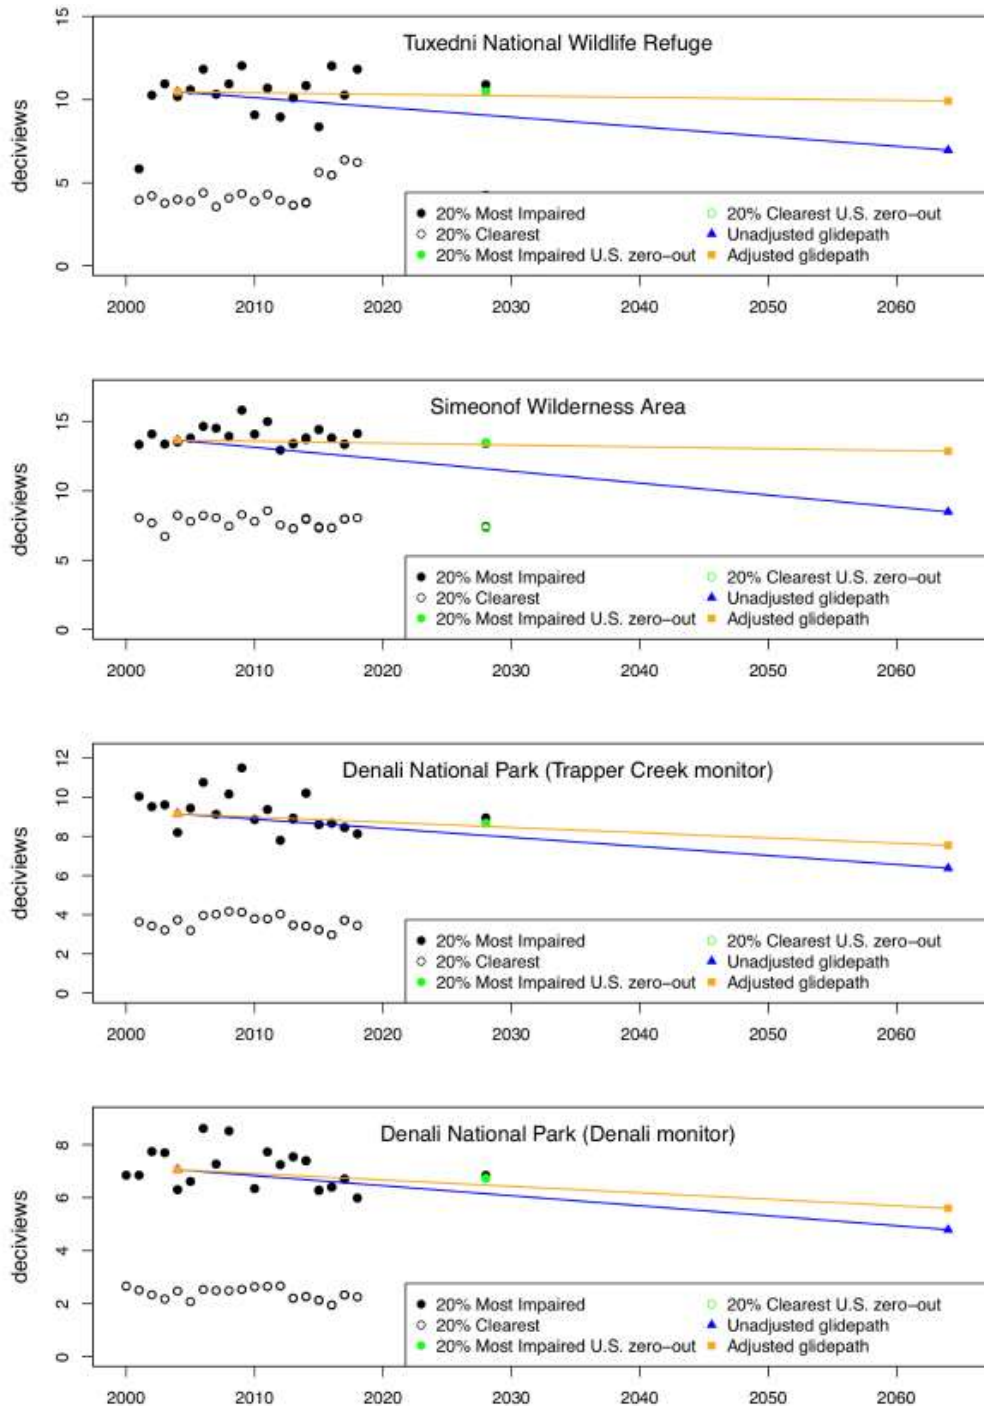 Tuxedni National Wildlife Refuge
deciviews
15
10
5
0
20% Most Impaired
20% Clearest
20% Most Impaired U.S. zero-out
20% Clearest U.S. zero-out
Unadjusted glidepath
Adjusted glidepath
2000 2010 2020 2030 2040 2050 2060
Simeonof Wilderness Area
deciviews
15
10
5
0
20% Most Impaired
20% Clearest
20% Most Impaired U.S. zero-out
20% Clearest U.S. zero-out
Unadjusted glidepath
Adjusted glidepath
2000 2010 2020 2030 2040 2050 2060
Denali National Park (Trapper Creek monitor)
deciviews
12
10
8
6
4
2
0
20% Most Impaired
20% Clearest
20% Most Impaired U.S. zero-out
20% Clearest U.S. zero-out
Unadjusted glidepath
Adjusted glidepath
2000 2010 2020 2030 2040 2050 2060
Denali National Park (Denali monitor)
deciviews
8
6
4
2
0
20% Most Impaired
20% Clearest
20% Most Impaired U.S. zero-out
20% Clearest U.S. zero-out
Unadjusted glidepath
Adjusted glidepath
2000 2010 2020 2030 2040 2050 2060